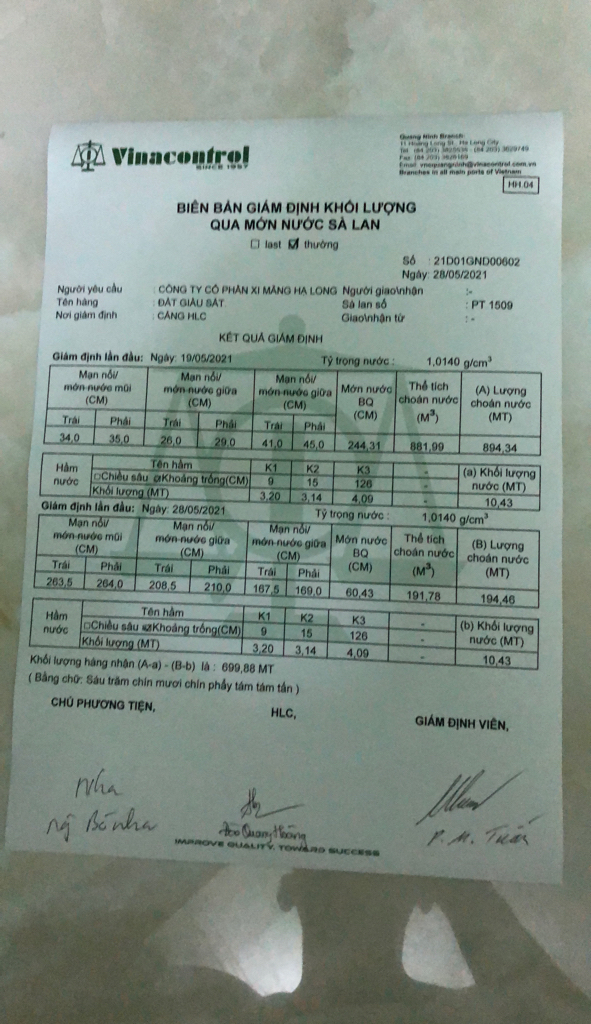 Vinacontrol
SINCE 1957
Quang Ninh Branch:
11 Hoang Long St., Ha Long City
Branches in all main ports of Vietnam
HH.04
BIÊN BẢN GIÁM ĐỊNH KHỐI LƯỢNG
QUA MỚN NƯỚC SÀ LAN
☐ last ☑ thường
Số : 21D01GND00602
Ngày: 28/05/2021
Người yêu cầu : CÔNG TY CỔ PHẦN XI MĂNG HẠ LONG Người giao\nhận :-
Tên hàng : ĐẤT GIÀU SẮT Sà lan số : PT 1509
Nơi giám định : CẢNG HLC Giao\nhận từ : -
KẾT QUẢ GIÁM ĐỊNH
Giám định lần đầu: Ngày: 19/05/2021 Tỷ trọng nước : 1,0140 g/cm³
Mạn nổi/ Mạn nổi/ Mạn nổi/ Mớn nước Thể tích (A) Lượng
mớn nước mũi mớn nước giữa mớn nước giữa BQ choán nước choán nước
(CM) (CM) (CM) (CM) (M³) (MT)
Trái Phải Trái Phải Trái Phải
34,0 35,0 26,0 29,0 41,0 45,0 244,31 881,99 894,34
Hầm nước Tên hầm K1 K2 K3 - (a) Khối lượng
☐Chiều sâu ☑Khoảng trống(CM) 9 15 126 - nước (MT)
Khối lượng (MT) 3,20 3,14 4,09 - 10,43
Giám định lần đầu: Ngày: 28/05/2021 Tỷ trọng nước : 1,0140 g/cm³
Mạn nổi/ Mạn nổi/ Mạn nổi/ Mớn nước Thể tích (B) Lượng
mớn nước mũi mớn nước giữa mớn nước giữa BQ choán nước choán nước
(CM) (CM) (CM) (CM) (M³) (MT)
Trái Phải Trái Phải Trái Phải
263,5 264,0 208,5 210,0 167,5 169,0 60,43 191,78 194,46
Hầm nước Tên hầm K1 K2 K3 - (b) Khối lượng
☐Chiều sâu ☑Khoảng trống(CM) 9 15 126 - nước (MT)
Khối lượng (MT) 3,20 3,14 4,09 - 10,43
Khối lượng hàng nhận (A-a) - (B-b) là : 699,88 MT
( Bằng chữ: Sáu trăm chín mươi chín phẩy tám tám tấn )
CHỦ PHƯƠNG TIỆN, HLC, GIÁM ĐỊNH VIÊN,
Nha
Đào Quang Hoàng
P. M. Tuấn
IMPROVE QUALITY, TOWARD SUCCESS